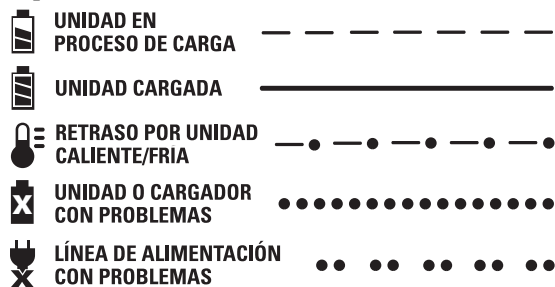 UNIDAD EN
PROCESO DE CARGA
UNIDAD CARGADA
RETRASO POR UNIDAD
CALIENTE/FRÍA
UNIDAD O CARGADOR
CON PROBLEMAS
LÍNEA DE ALIMENTACIÓN
CON PROBLEMAS